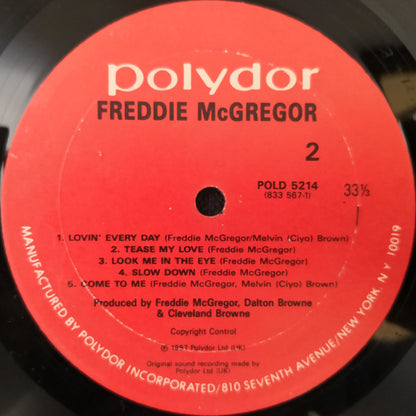 polydor
FREDDIE McGREGOR
2
POLD 5214
(833 567-1)
33⅓
1. LOVIN' EVERY DAY (Freddie McGregor/Melvin (Ciyo) Brown)
2. TEASE MY LOVE (Freddie McGregor)
3. LOOK ME IN THE EYE (Freddie McGregor)
4. SLOW DOWN (Freddie McGregor)
5. COME TO ME (Freddie McGregor, Melvin (Ciyo) Brown)
Produced by Freddie McGregor, Dalton Browne
& Cleveland Browne
Copyright Control
℗ 1987 Polydor Ltd (UK)
Original sound recording made by
Polydor Ltd (UK)
MANUFACTURED BY POLYDOR INCORPORATED/810 SEVENTH AVENUE/NEW YORK, N Y 10019